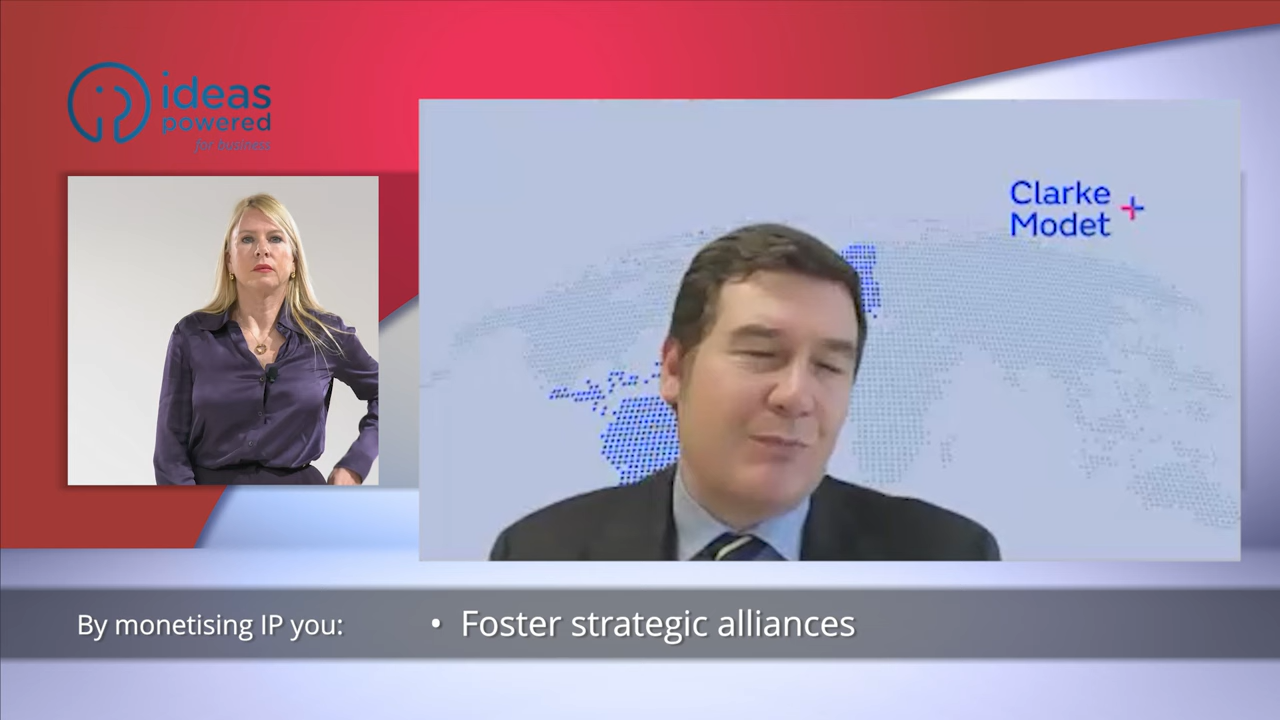 ideas
powered
for business
Clarke
Modet
By monetising IP you:
• Foster strategic alliances